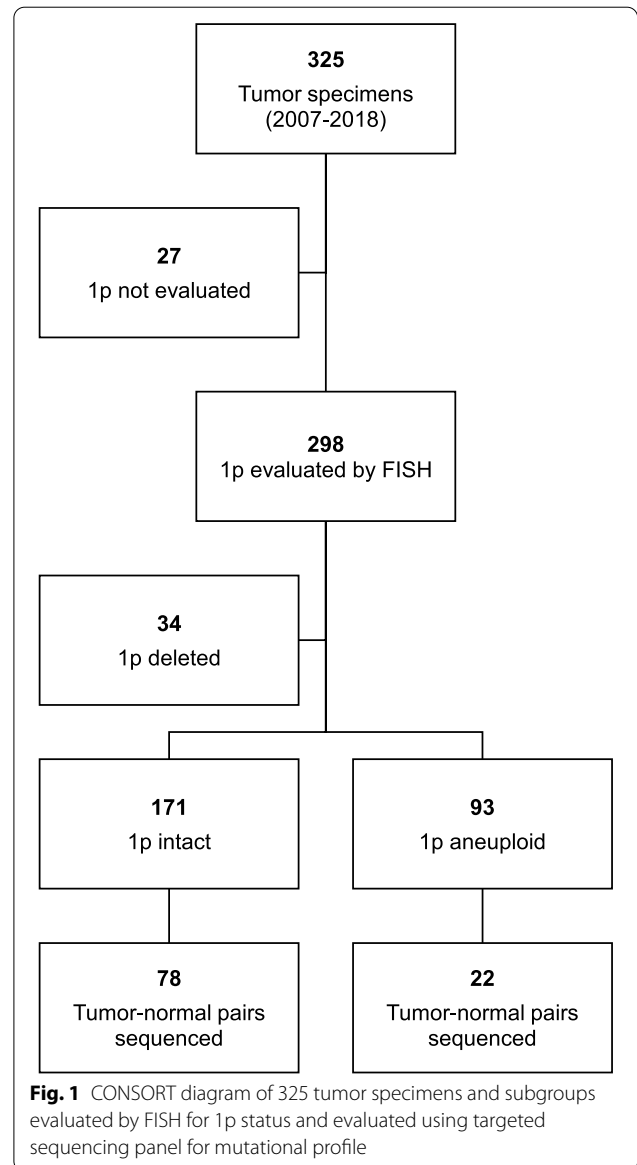 325
Tumor specimens
(2007-2018)
27
1p not evaluated
298
1p evaluated by FISH
34
1p deleted
171
1p intact
93
1p aneuploid
78
Tumor-normal pairs
sequenced
22
Tumor-normal pairs
sequenced
Fig. 1 CONSORT diagram of 325 tumor specimens and subgroups
evaluated by FISH for 1p status and evaluated using targeted
sequencing panel for mutational profile